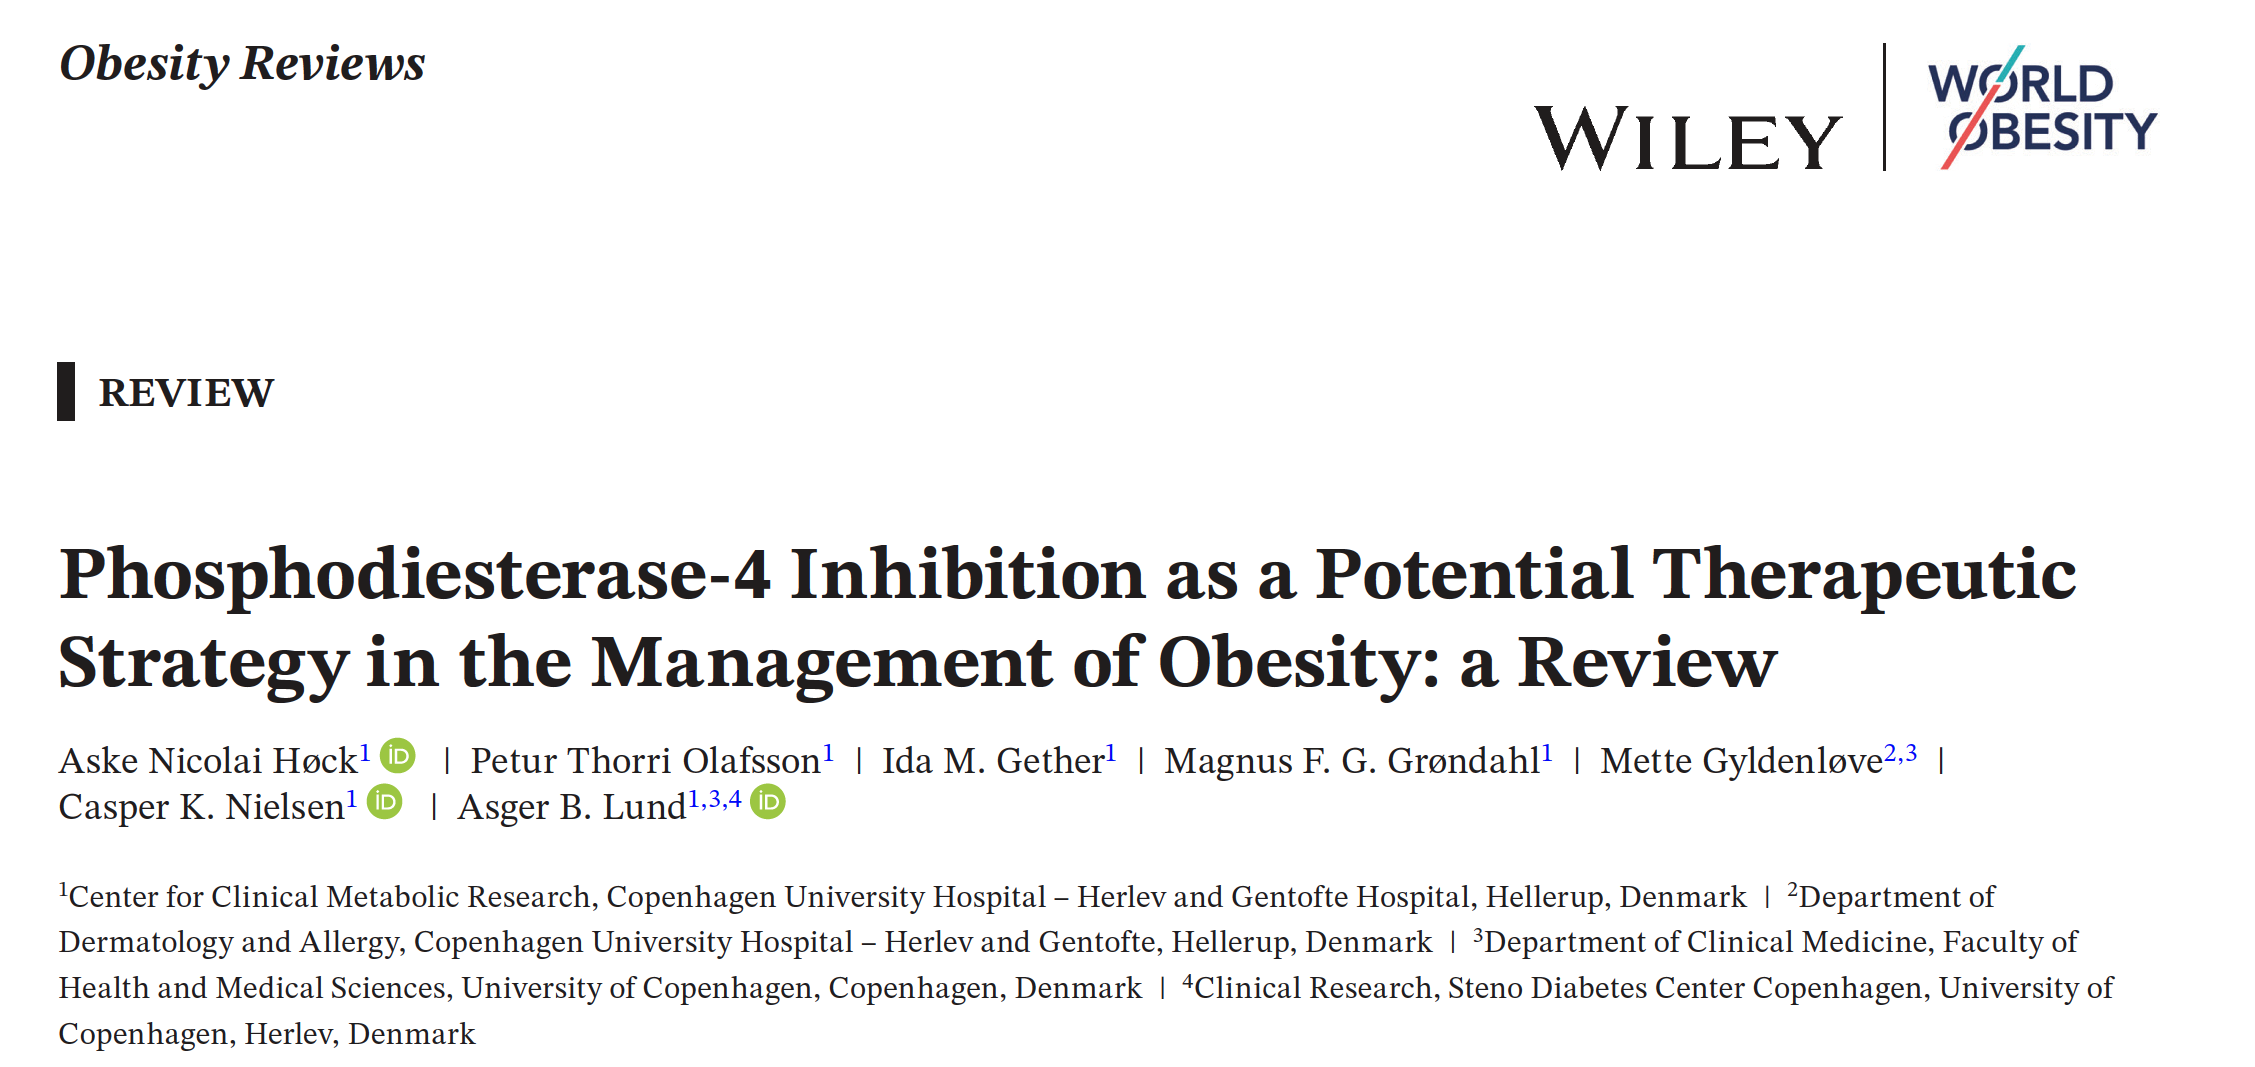 Obesity Reviews
WILEY
WORLD
OBESITY
REVIEW
Phosphodiesterase-4 Inhibition as a Potential Therapeutic
Strategy in the Management of Obesity: a Review
Aske Nicolai Høck1 iD | Petur Thorri Olafsson1 | Ida M. Gether1 | Magnus F. G. Grøndahl1 | Mette Gyldenløve2,3 |
Casper K. Nielsen1 iD | Asger B. Lund1,3,4 iD
1Center for Clinical Metabolic Research, Copenhagen University Hospital – Herlev and Gentofte Hospital, Hellerup, Denmark | 2Department of
Dermatology and Allergy, Copenhagen University Hospital – Herlev and Gentofte, Hellerup, Denmark | 3Department of Clinical Medicine, Faculty of
Health and Medical Sciences, University of Copenhagen, Copenhagen, Denmark | 4Clinical Research, Steno Diabetes Center Copenhagen, University of
Copenhagen, Herlev, Denmark